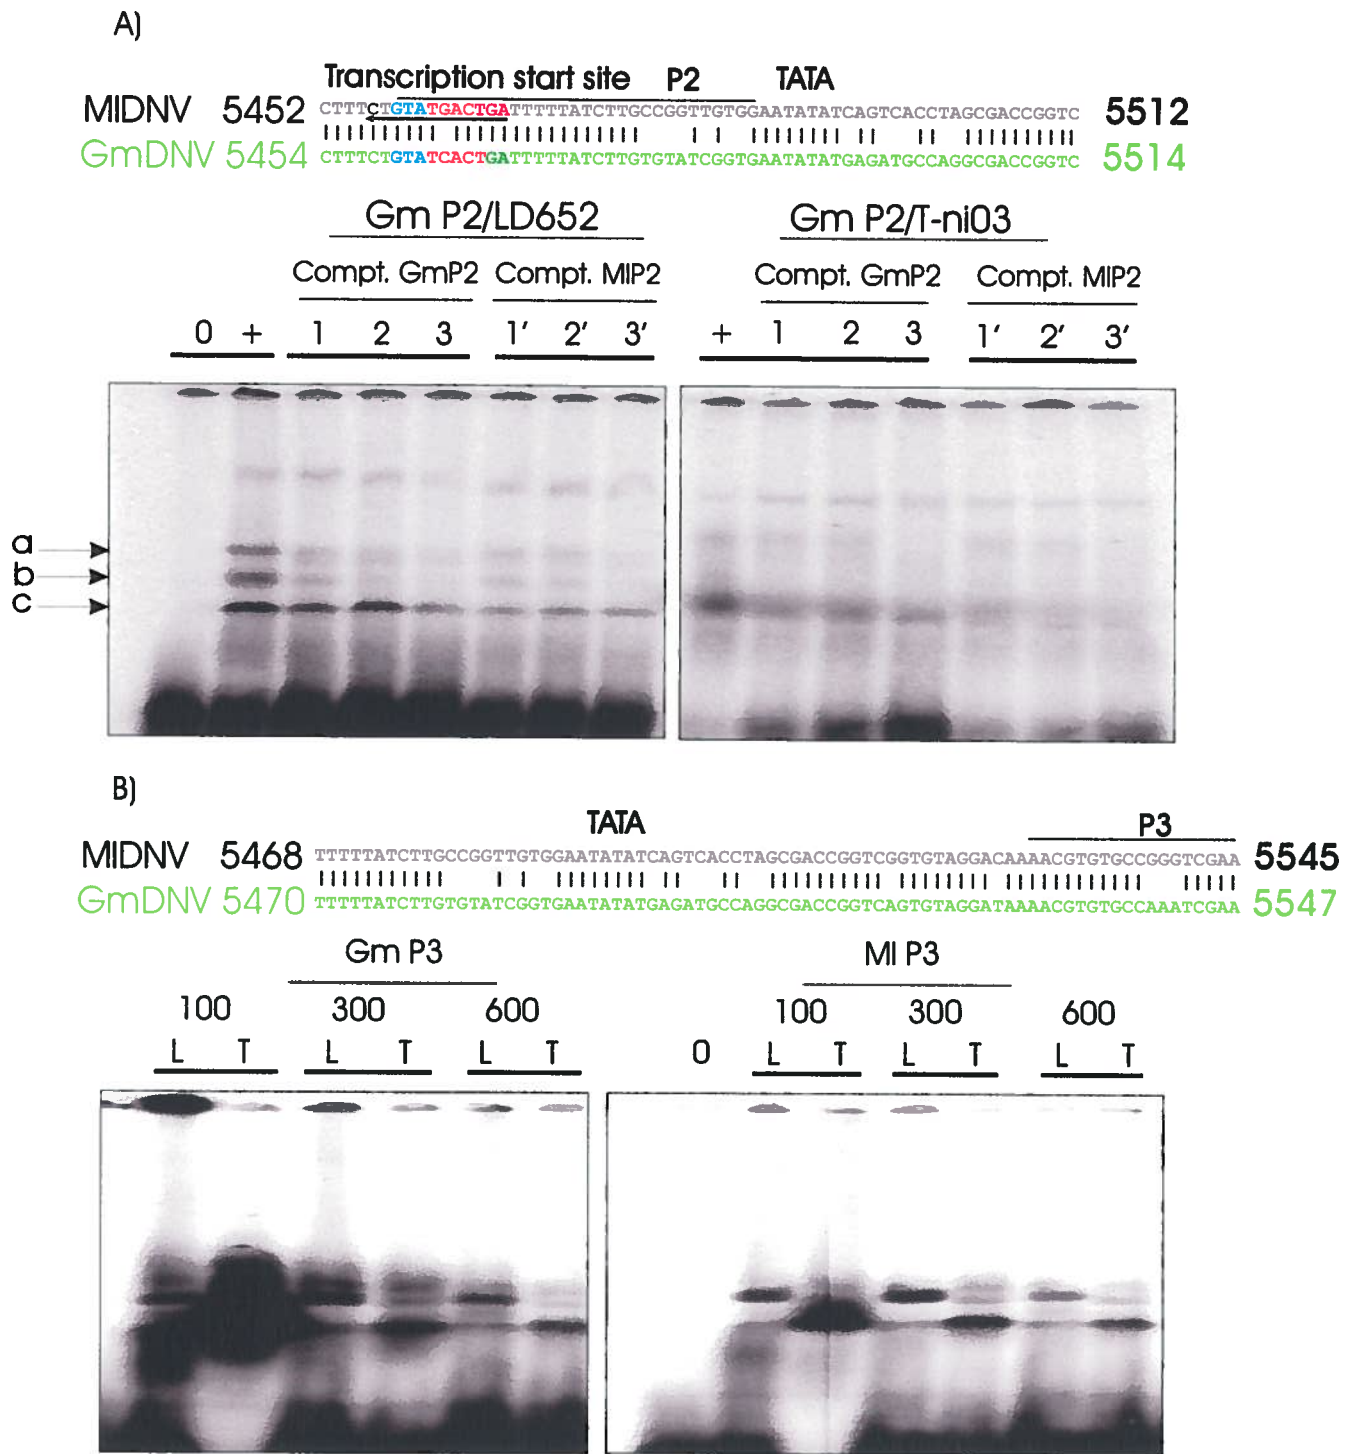 A)
Transcription start site P2 TATA
MlDNV 5452 CTTTCTGTATGACTGATTTTTATCTTGCCGGTTGTGGAATATATCAGTCACCTAGCGACCGGTC 5512
GmDNV 5454 CTTTCTGTATCACTGATTTTTATCTTGTGTATCGGTGAATATATGAGATGCCAGGCGACCGGTC 5514
Gm P2/LD652 Gm P2/T-ni03
Compt. GmP2 Compt. MlP2 Compt. GmP2 Compt. MlP2
0 + 1 2 3 1' 2' 3' + 1 2 3 1' 2' 3'
a
b
c
B)
TATA P3
MlDNV 5468 TTTTTATCTTGCCGGTTGTGGAATATATCAGTCACCTAGCGACCGGTCGGTGTAGGACAAAACGTGTGCCGGGTCGAA 5545
GmDNV 5470 TTTTTATCTTGTGTATCGGTGAATATATGAGATGCCAGGCGACCGGTCAGTGTAGGATAAAACGTGTGCCAAATCGAA 5547
Gm P3 Ml P3
100 300 600 100 300 600
L T L T L T 0 L T L T L T